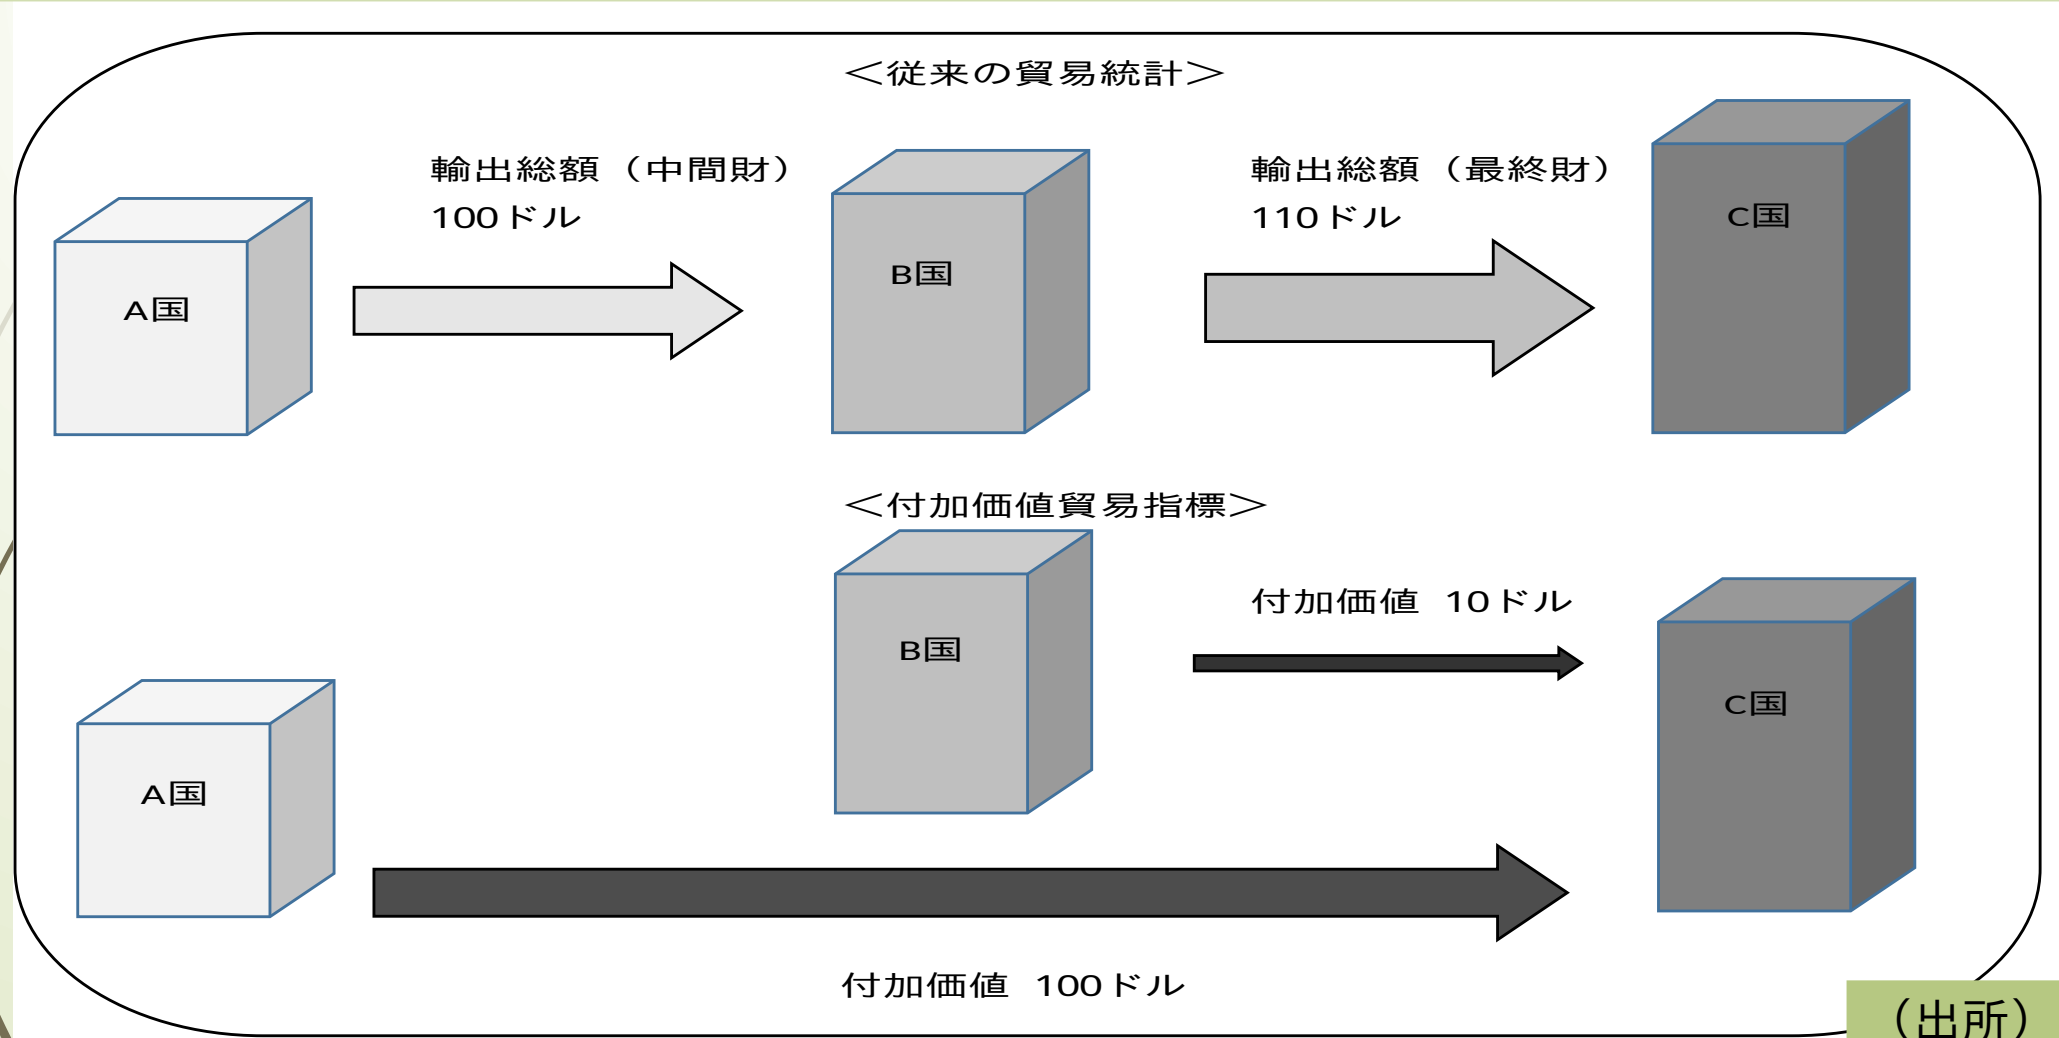 ＜従来の貿易統計＞
輸出総額（中間財）
100ドル
輸出総額（最終財）
110ドル
A国
B国
C国
＜付加価値貿易指標＞
付加価値 10ドル
B国
C国
A国
付加価値 100ドル
（出所）